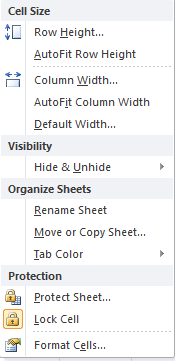 Cell Size
Row Height...
AutoFit Row Height
Column Width...
AutoFit Column Width
Default Width...
Visibility
Hide & Unhide
Organize Sheets
Rename Sheet
Move or Copy Sheet...
Tab Color
Protection
Protect Sheet...
Lock Cell
Format Cells...